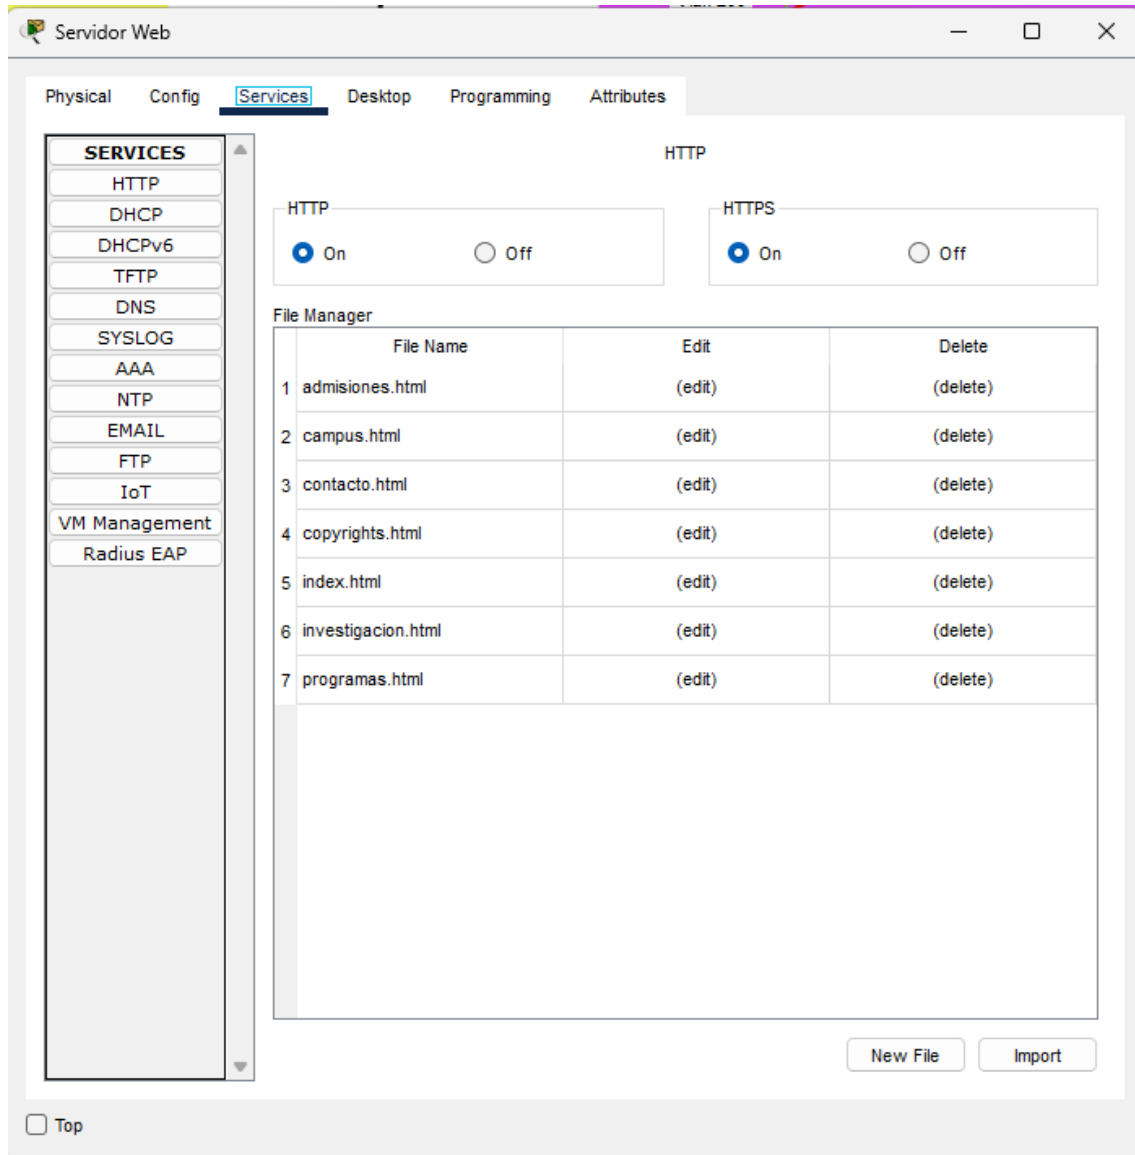 Servidor Web
Physical Config Services Desktop Programming Attributes
SERVICES
HTTP
DHCP
DHCPv6
TFTP
DNS
SYSLOG
AAA
NTP
EMAIL
FTP
IoT
VM Management
Radius EAP
HTTP
HTTP
On Off
HTTPS
On Off
File Manager
File Name Edit Delete
1 admisiones.html (edit) (delete)
2 campus.html (edit) (delete)
3 contacto.html (edit) (delete)
4 copyrights.html (edit) (delete)
5 index.html (edit) (delete)
6 investigacion.html (edit) (delete)
7 programas.html (edit) (delete)
New File Import
Top